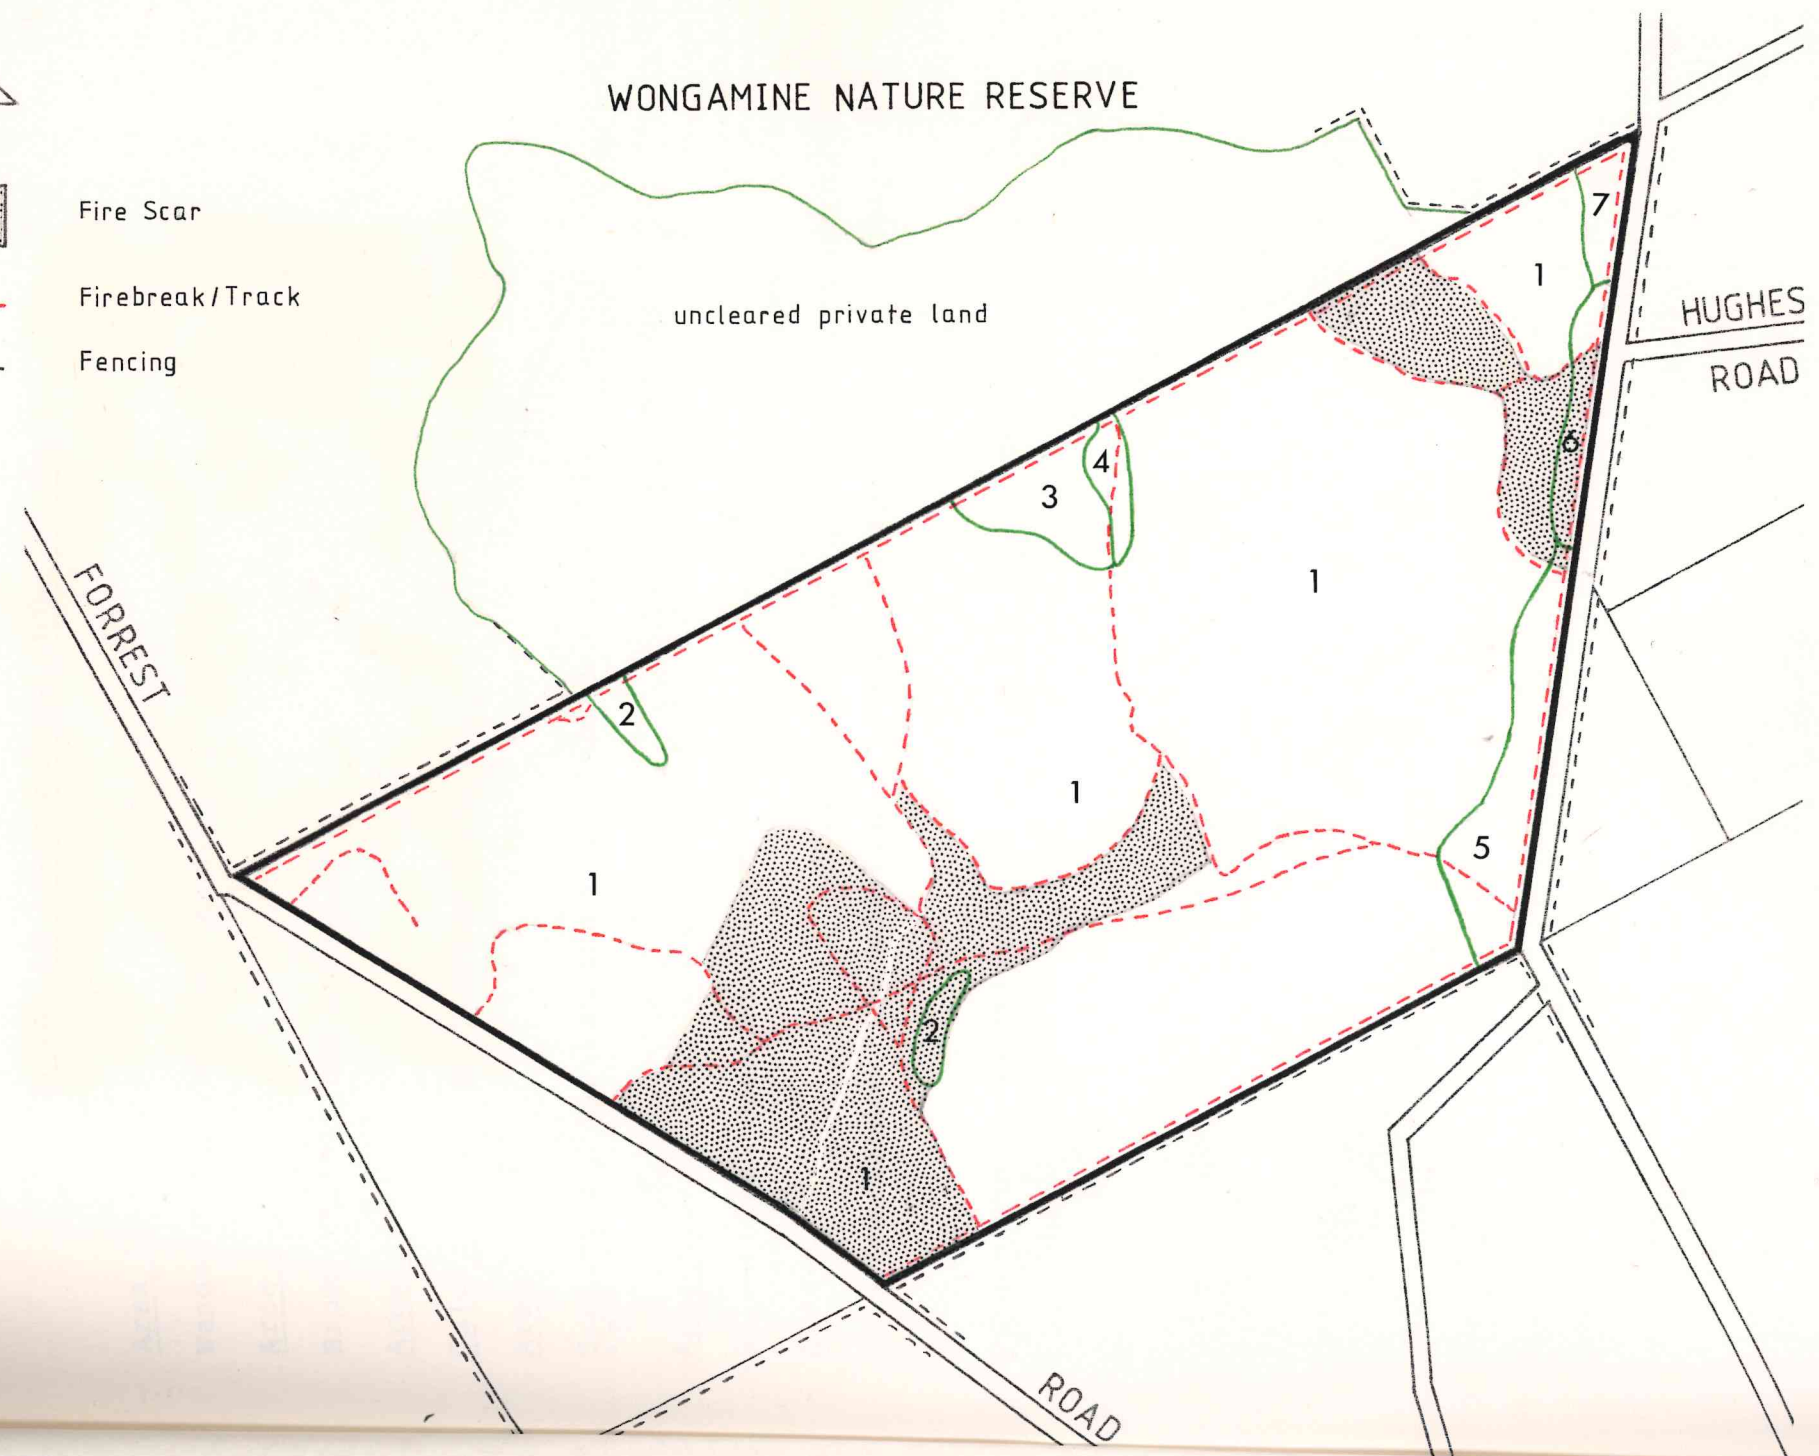 WONGAMINE NATURE RESERVE
Fire Scar
Firebreak/Track
Fencing
uncleared private land
7
1
HUGHES
ROAD
6
4
3
1
FORREST
2
1
5
1
2
1
ROAD